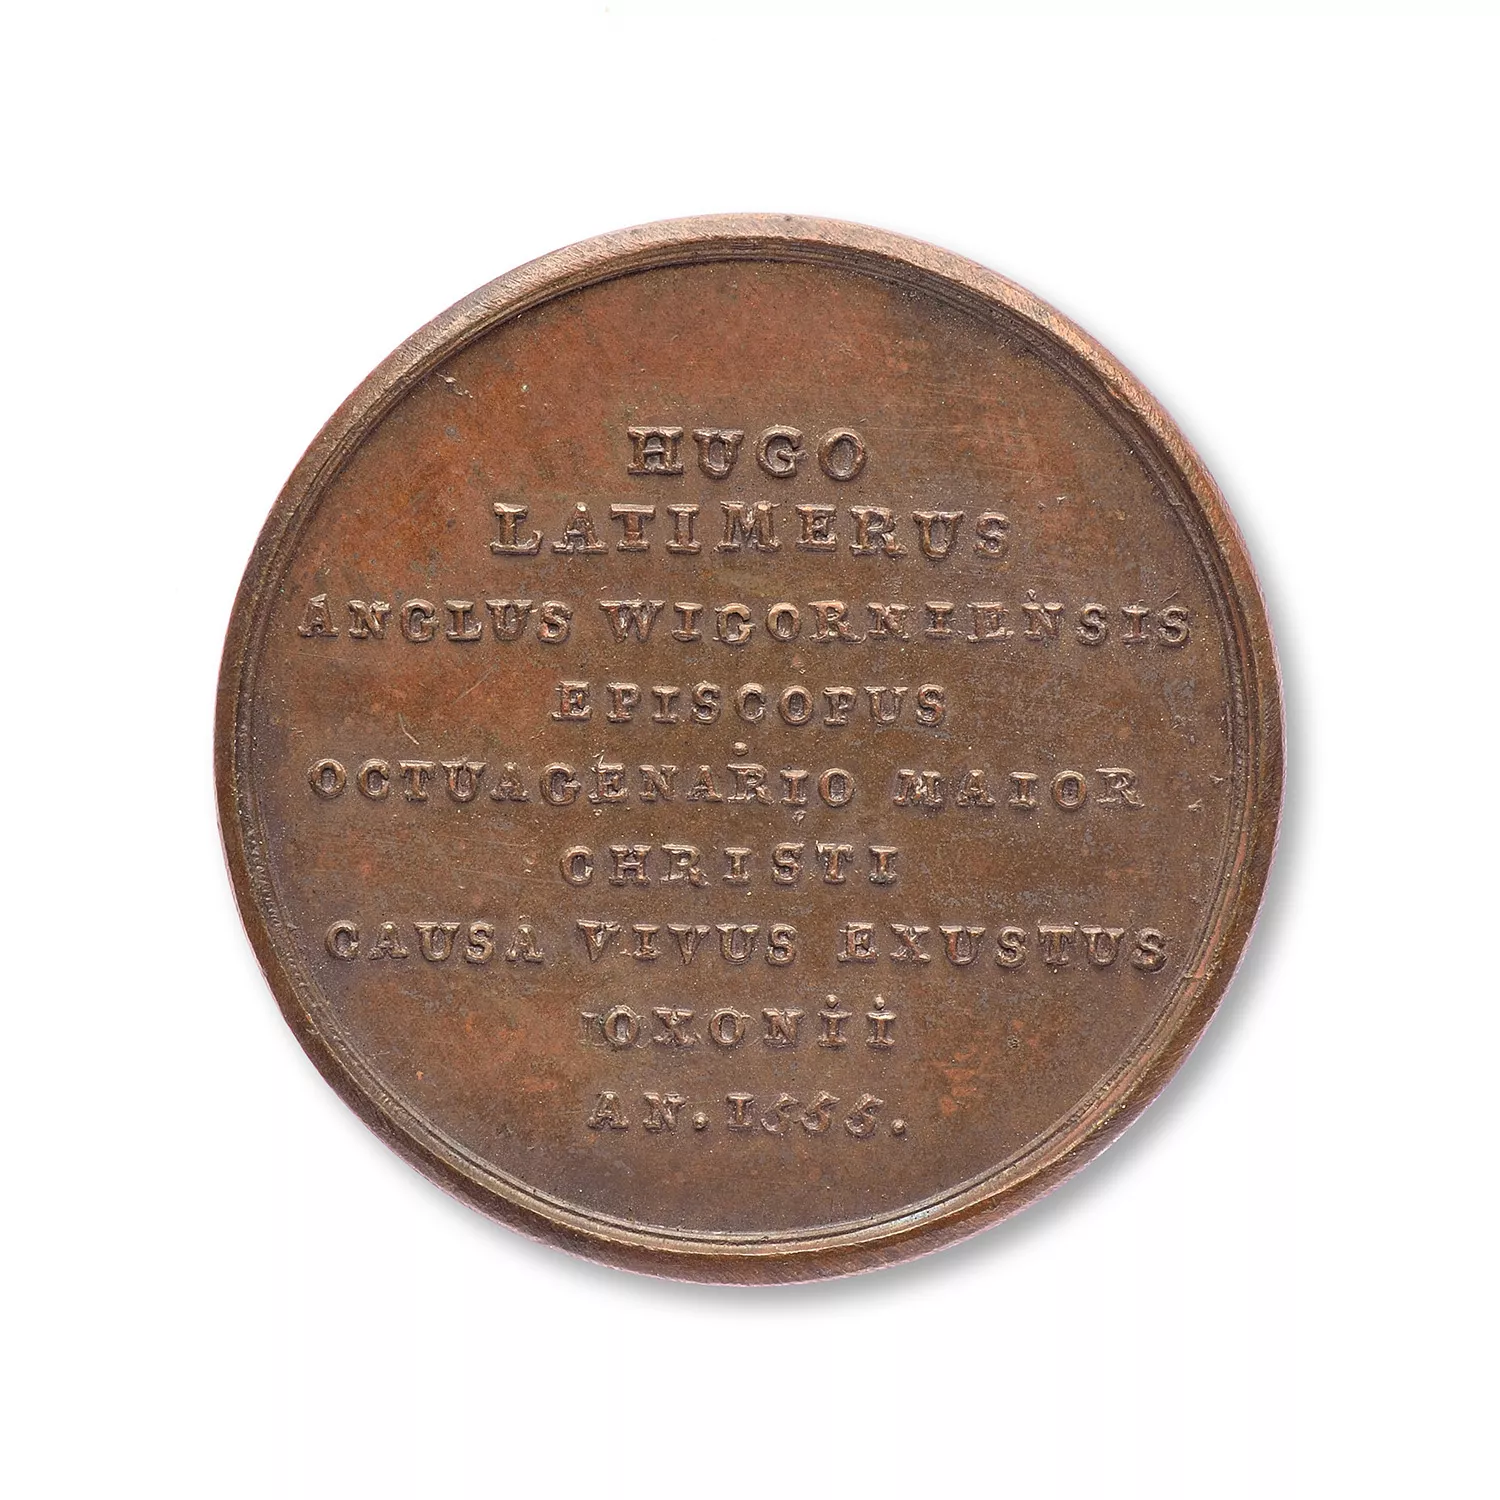 HUGO
LATIMERUS
ANGLUS WIGORNIENSIS
EPISCOPUS
OCTUAGENARIO MAIOR
CHRISTI
CAUSA VIVUS EXUSTUS
OXONii
AN. 1555.